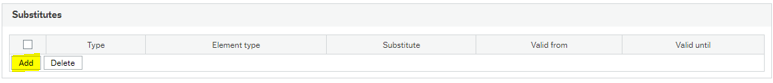 Substitutes
Type Element type Substitute Valid from Valid until
Add Delete